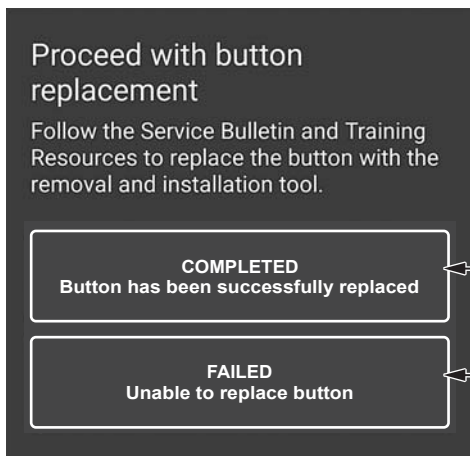 Proceed with button
replacement
Follow the Service Bulletin and Training
Resources to replace the button with the
removal and installation tool.
COMPLETED
Button has been successfully replaced
FAILED
Unable to replace button